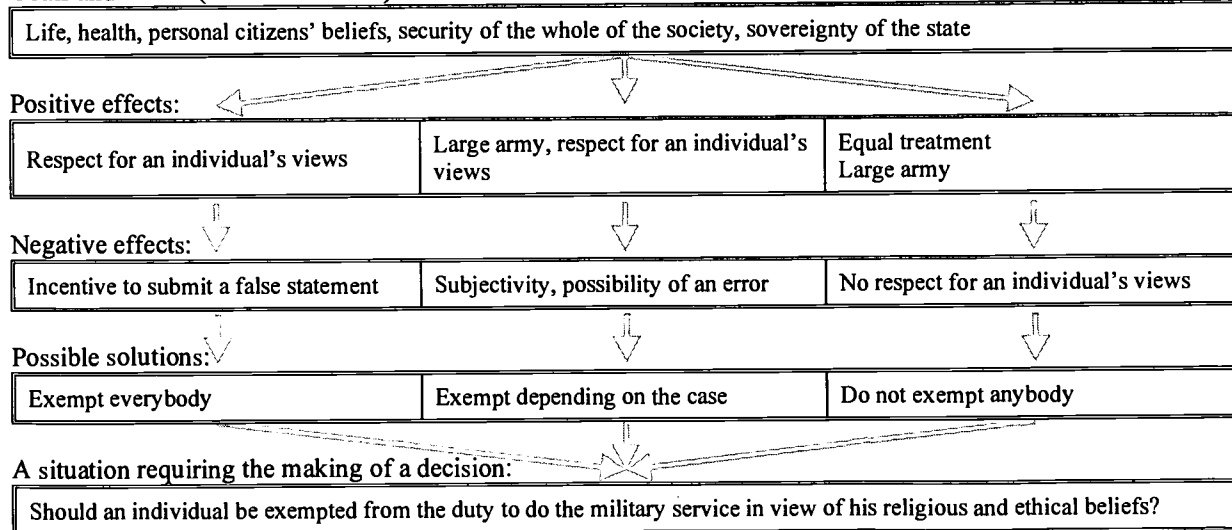 Life, health, personal citizens' beliefs, security of the whole of the society, sovereignty of the state
Positive effects:
Respect for an individual's views
Large army, respect for an individual's
views
Equal treatment
Large army
Negative effects:
Incentive to submit a false statement
Subjectivity, possibility of an error
No respect for an individual's views
Possible solutions:
Exempt everybody
Exempt depending on the case
Do not exempt anybody
A situation requiring the making of a decision:
Should an individual be exempted from the duty to do the military service in view of his religious and ethical beliefs?